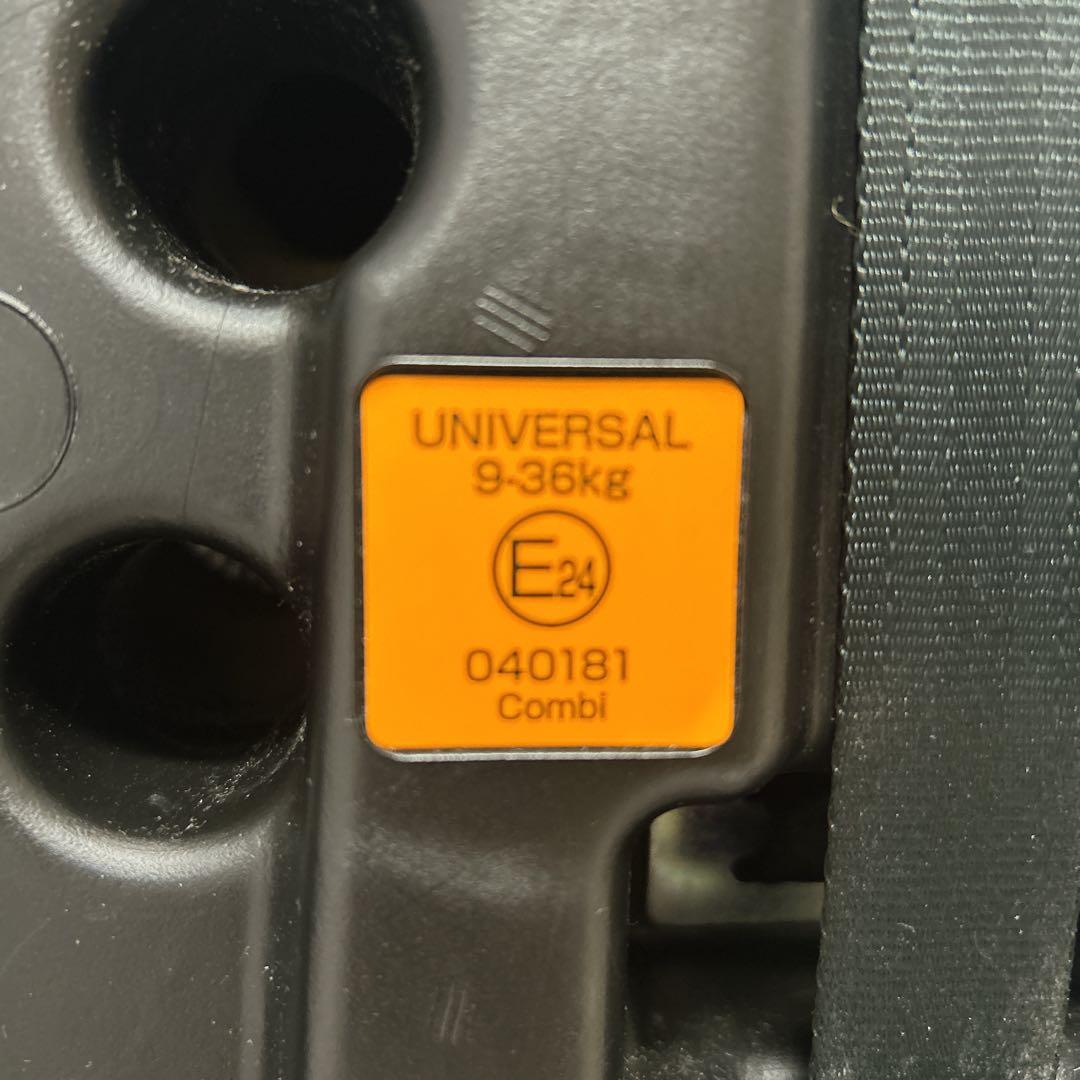 UNIVERSAL
9-36kg
E24
040181
Combi